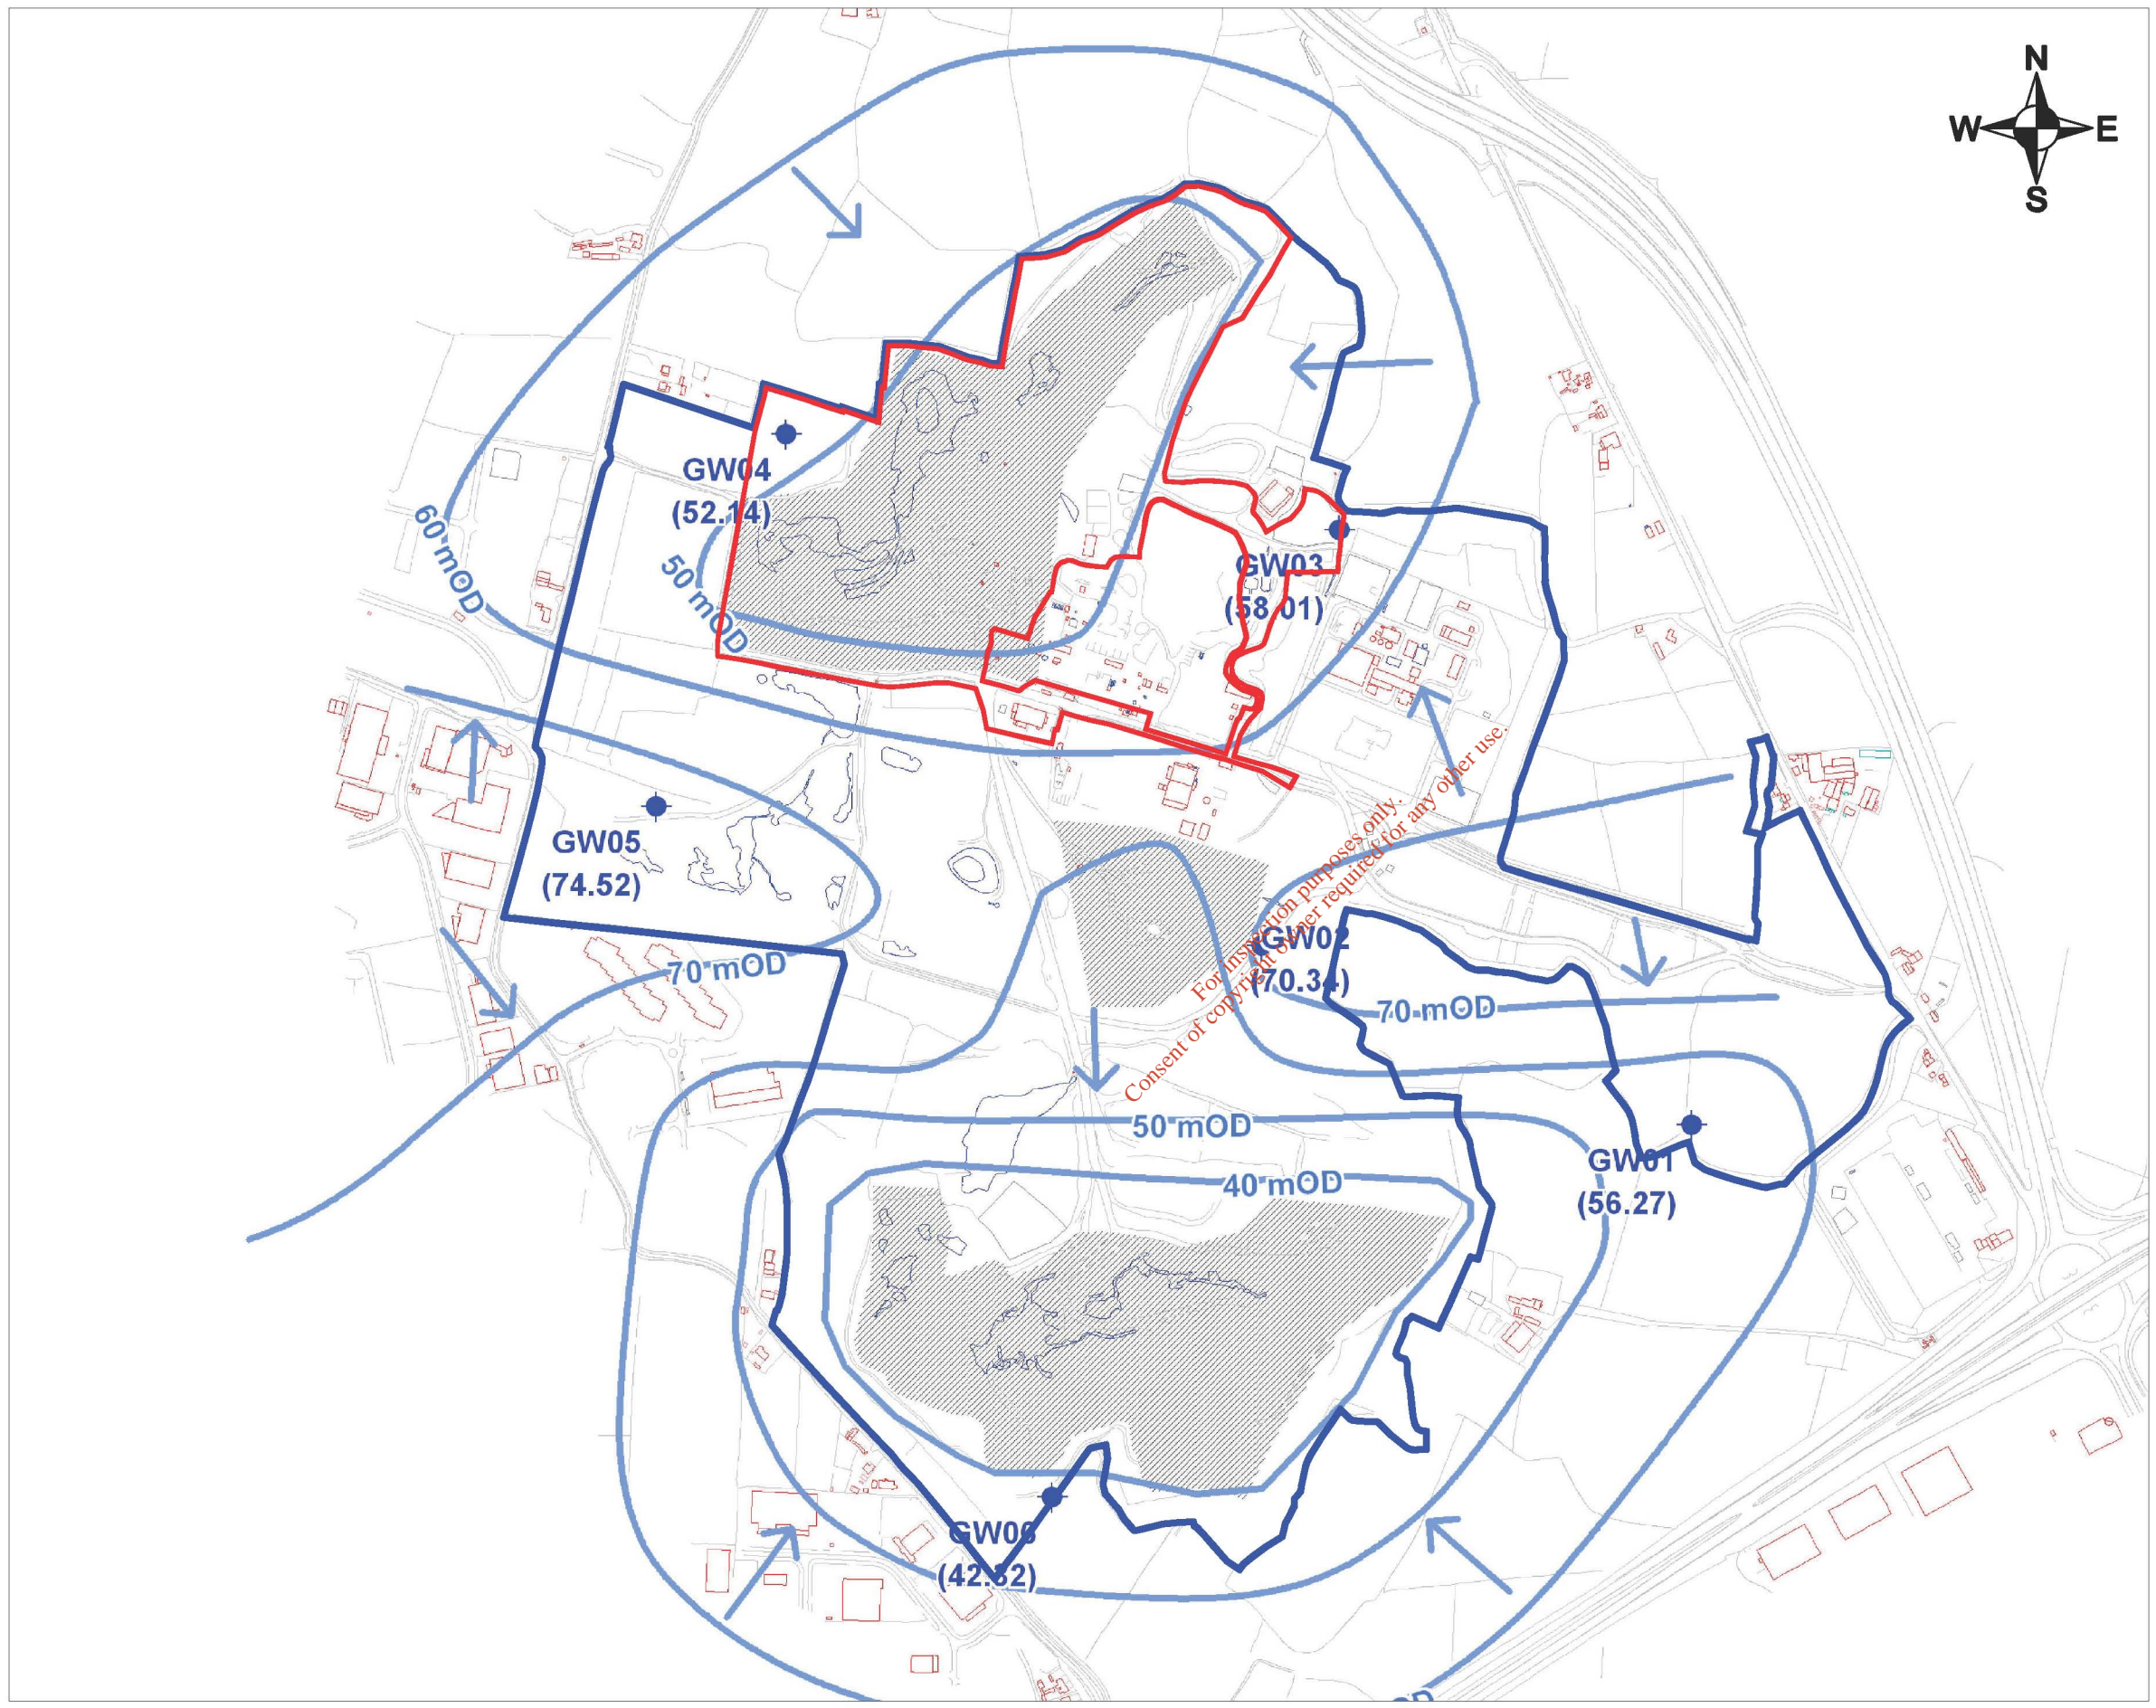 N
W E
S
GW04
(52.14)
60 mOD
50 mOD
GW03
(58.01)
GW05
(74.52)
70 mOD
For inspection purposes only.
Consent of copyright owner required for any other use.
GW02
(70.34)
70 mOD
50 mOD
40 mOD
GW01
(56.27)
GW06
(42.32)